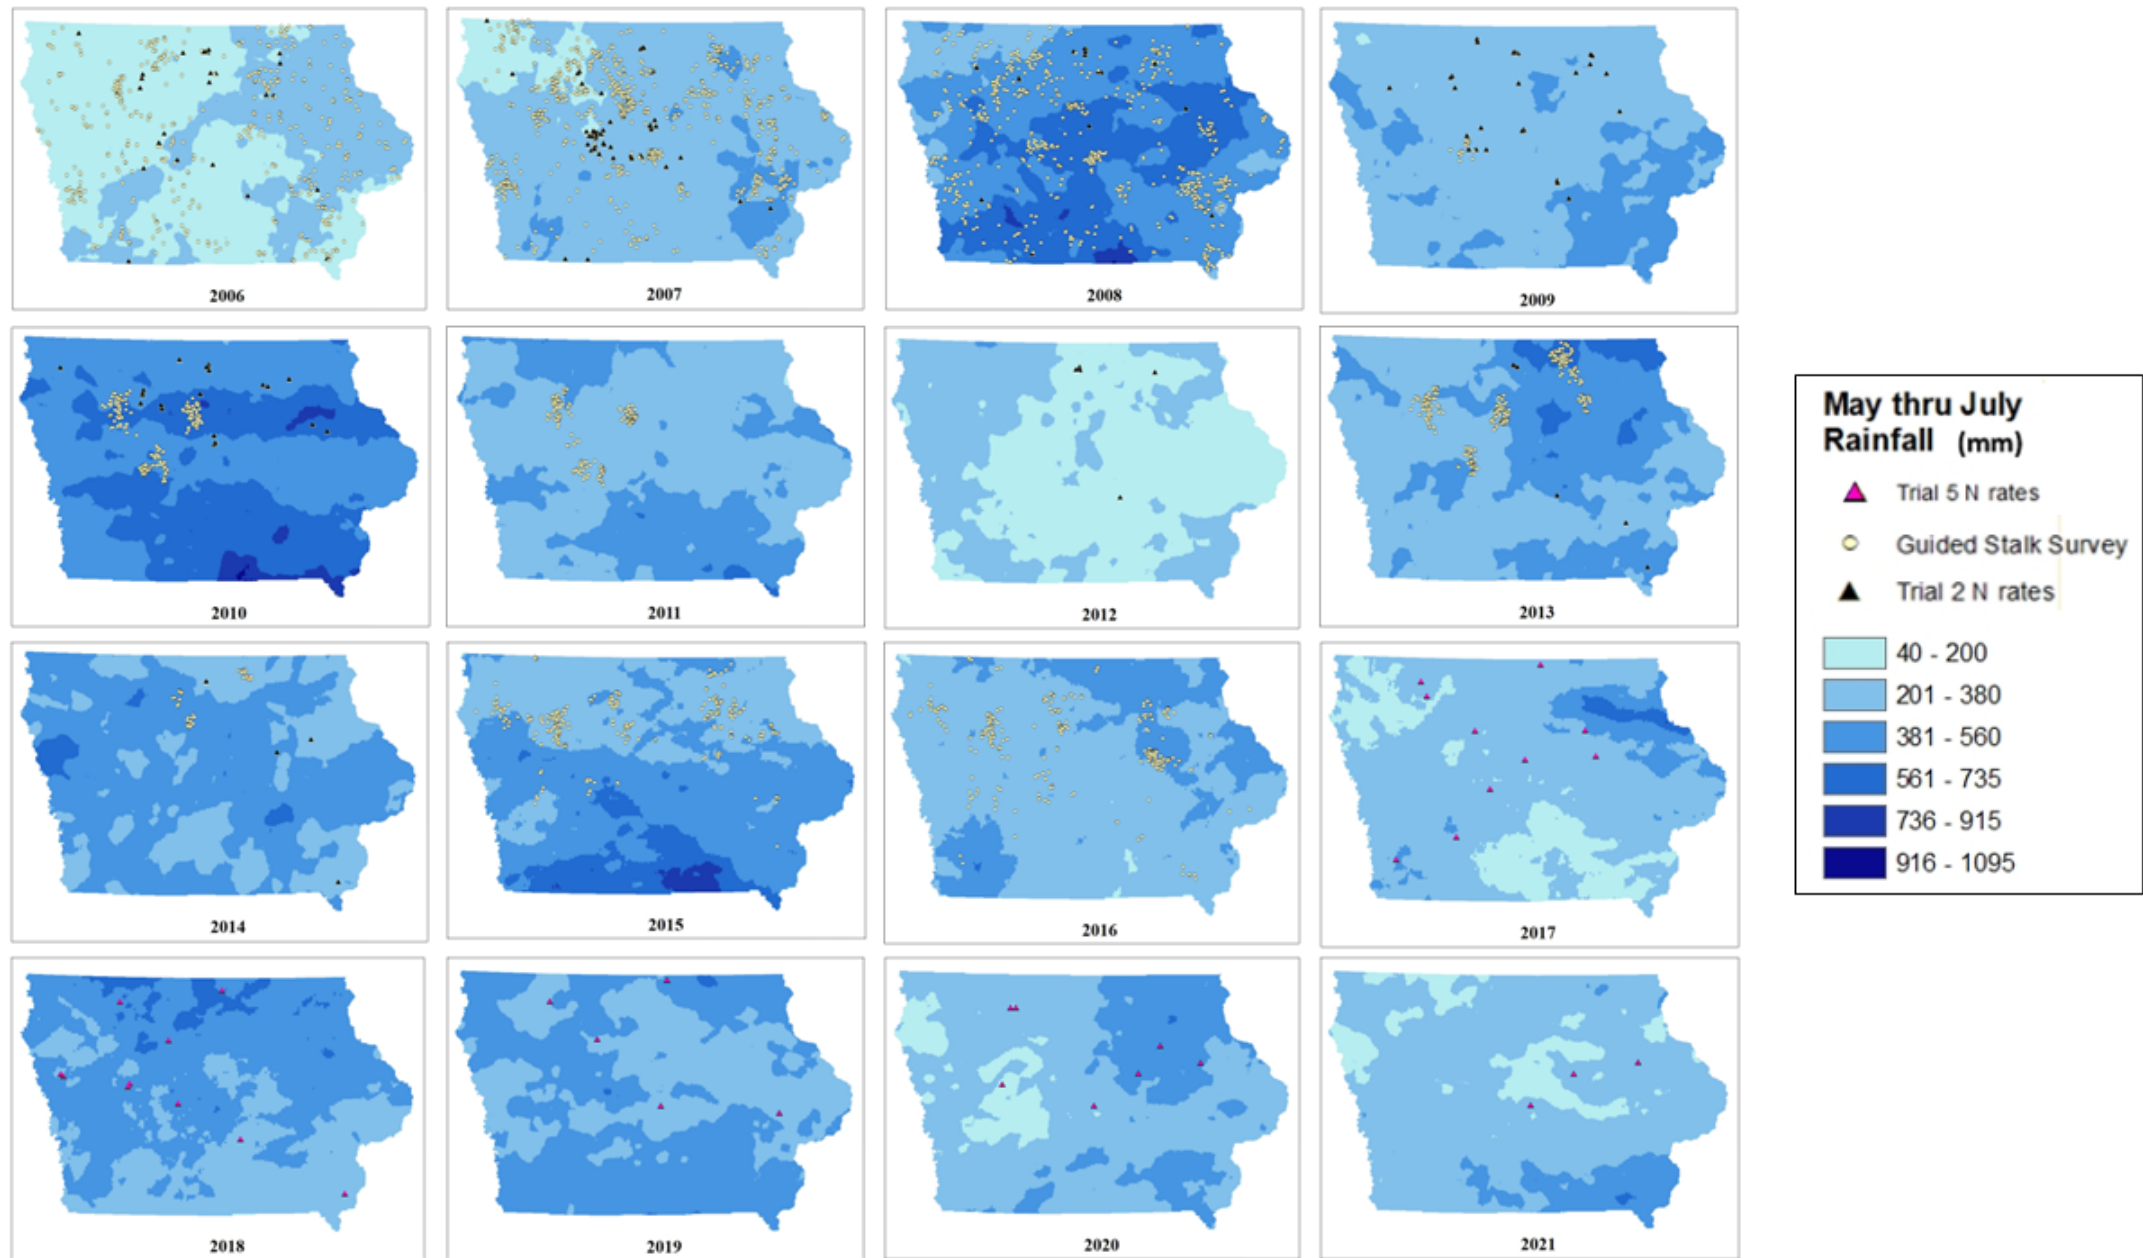 2006
2007
2008
2009
2010
2011
2012
2013
2014
2015
2016
2017
2018
2019
2020
2021
May thru July
Rainfall (mm)
Trial 5 N rates
Guided Stalk Survey
Trial 2 N rates
40 - 200
201 - 380
381 - 560
561 - 735
736 - 915
916 - 1095